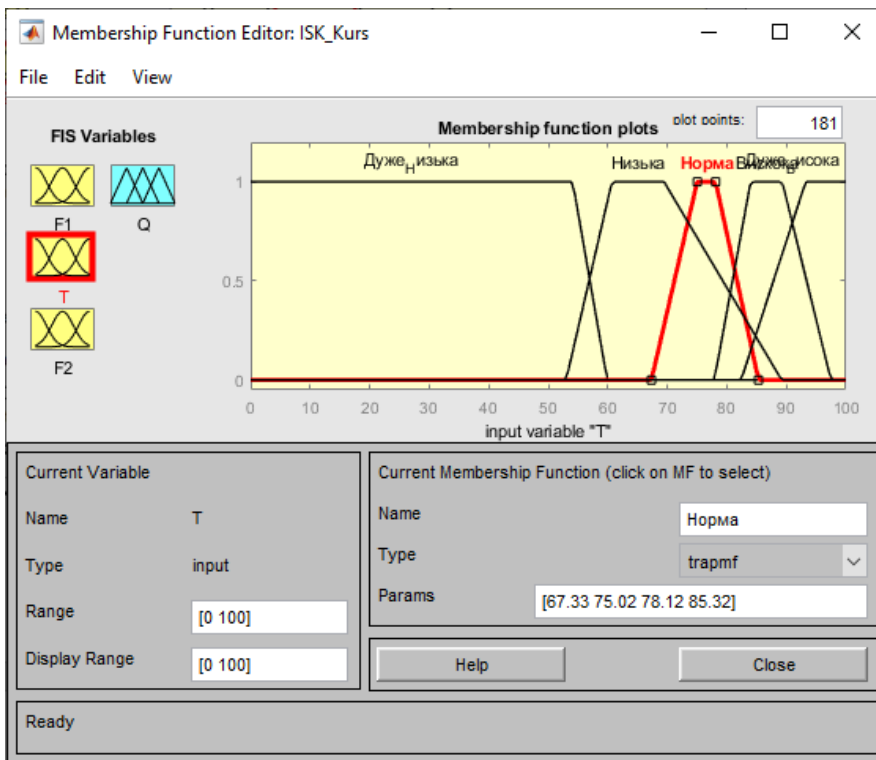 Membership Function Editor: ISK_Kurs
File Edit View
FIS Variables
F1
Q
T
F2
Membership function plots
plot points:
181
Дуже_Низька
Низька
Норма
Дуже_Висока
1
0.5
0
0 10 20 30 40 50 60 70 80 90 100
input variable "T"
Current Variable
Name T
Type input
Range [0 100]
Display Range [0 100]
Current Membership Function (click on MF to select)
Name Норма
Type trapmf
Params [67.33 75.02 78.12 85.32]
Help
Close
Ready